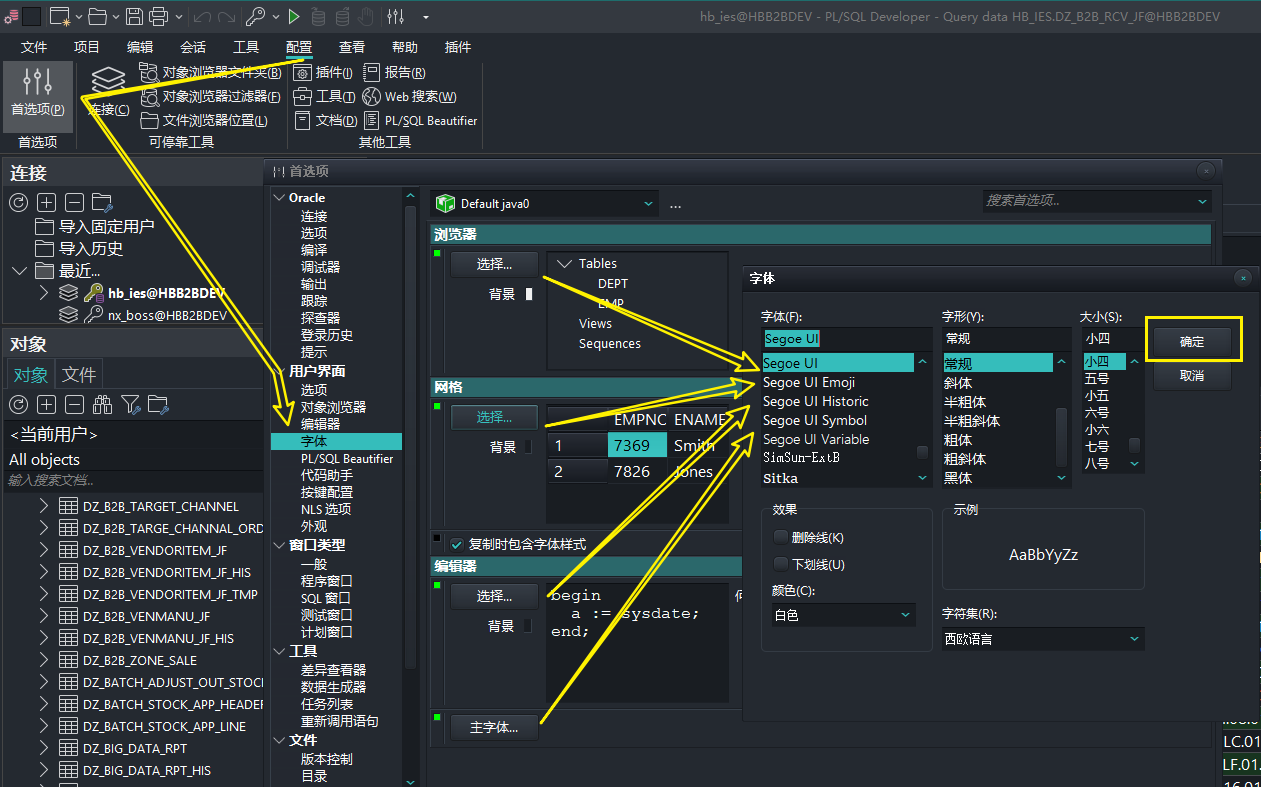 hb_ies@HBB2BDEV - PL/SQL Developer - Query data HB_IES.DZ_B2B_RCV_JF@HBB2BDEV
文件 项目 编辑 会话 工具 配置 查看 帮助 插件
首选项(P)
首选项
连接(C)
对象浏览器文件夹(B)
对象浏览器过滤器(F)
文件浏览器位置(L)
可停靠工具
插件(I) 报告(R)
工具(T) Web 搜索(W)
文档(D) PL/SQL Beautifier
其他工具
连接
导入固定用户
导入历史
最近...
hb_ies@HBB2BDEV
nx_boss@HBB2BDEV
对象
对象 文件
<当前用户>
All objects
输入搜索文档...
DZ_B2B_TARGET_CHANNEL
DZ_B2B_TARGE_CHANNAL_ORD
DZ_B2B_VENDORITEM_JF
DZ_B2B_VENDORITEM_JF_HIS
DZ_B2B_VENDORITEM_JF_TMP
DZ_B2B_VENMANU_JF
DZ_B2B_VENMANU_JF_HIS
DZ_B2B_ZONE_SALE
DZ_BATCH_ADJUST_OUT_STOC
DZ_BATCH_STOCK_APP_HEADER
DZ_BATCH_STOCK_APP_LINE
DZ_BIG_DATA_RPT
DZ_BIG_DATA_RPT_HIS
首选项
Oracle
连接
选项
编译
调试器
输出
跟踪
探查器
登录历史
提示
用户界面
选项
对象浏览器
编辑器
字体
PL/SQL Beautifier
代码助手
按键配置
NLS 选项
外观
窗口类型
一般
程序窗口
SQL 窗口
测试窗口
计划窗口
工具
差异查看器
数据生成器
任务列表
重新调用语句
文件
版本控制
目录
Default java0 ...
搜索首选项...
浏览器
选择...
背景
Tables
DEPT
EMP
Views
Sequences
网格
选择...
背景
EMPNC ENAME
1 7369 Smith
2 7826 Jones
复制时包含字体样式
编辑器
选择...
背景
begin
a := sysdate;
end;
主字体...
字体
字体(F):
Segoe UI
Segoe UI
Segoe UI Emoji
Segoe UI Historic
Segoe UI Symbol
Segoe UI Variable
SimSun-ExtB
Sitka
字形(Y):
常规
常规
斜体
半粗体
半粗斜体
粗体
粗斜体
黑体
大小(S):
小四
小四
五号
小五
六号
小六
七号
八号
确定
取消
效果
删除线(K)
下划线(U)
颜色(C):
白色
示例
AaBbYyZz
字符集(R):
西欧语言
LC.01
LF.01.